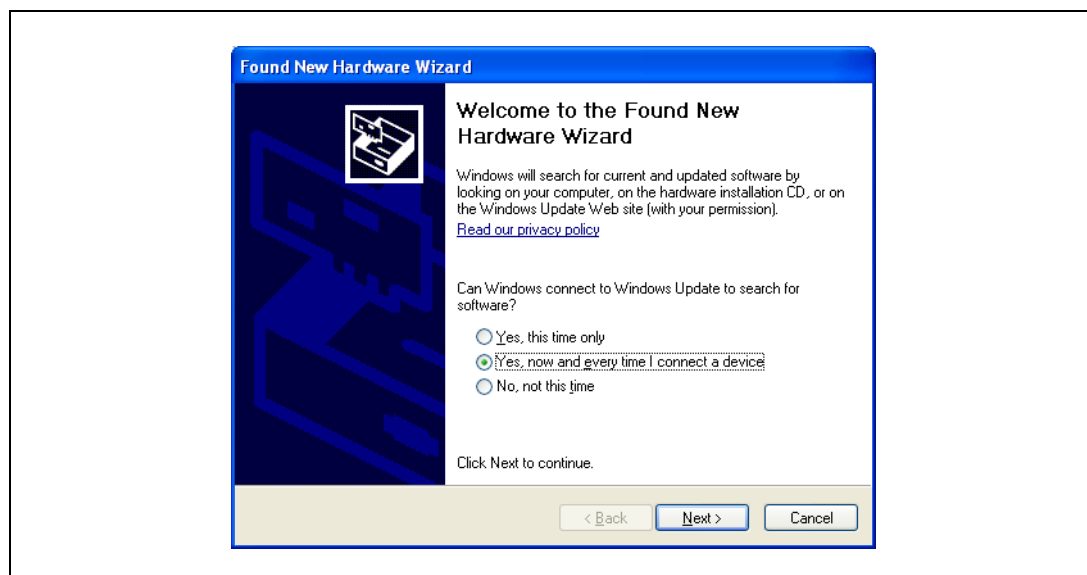 Found New Hardware Wizard
Welcome to the Found New
Hardware Wizard
Windows will search for current and updated software by
looking on your computer, on the hardware installation CD, or on
the Windows Update Web site (with your permission).
Read our privacy policy
Can Windows connect to Windows Update to search for
software?
Yes, this time only
Yes, now and every time I connect a device
No, not this time
Click Next to continue.
< Back
Next >
Cancel